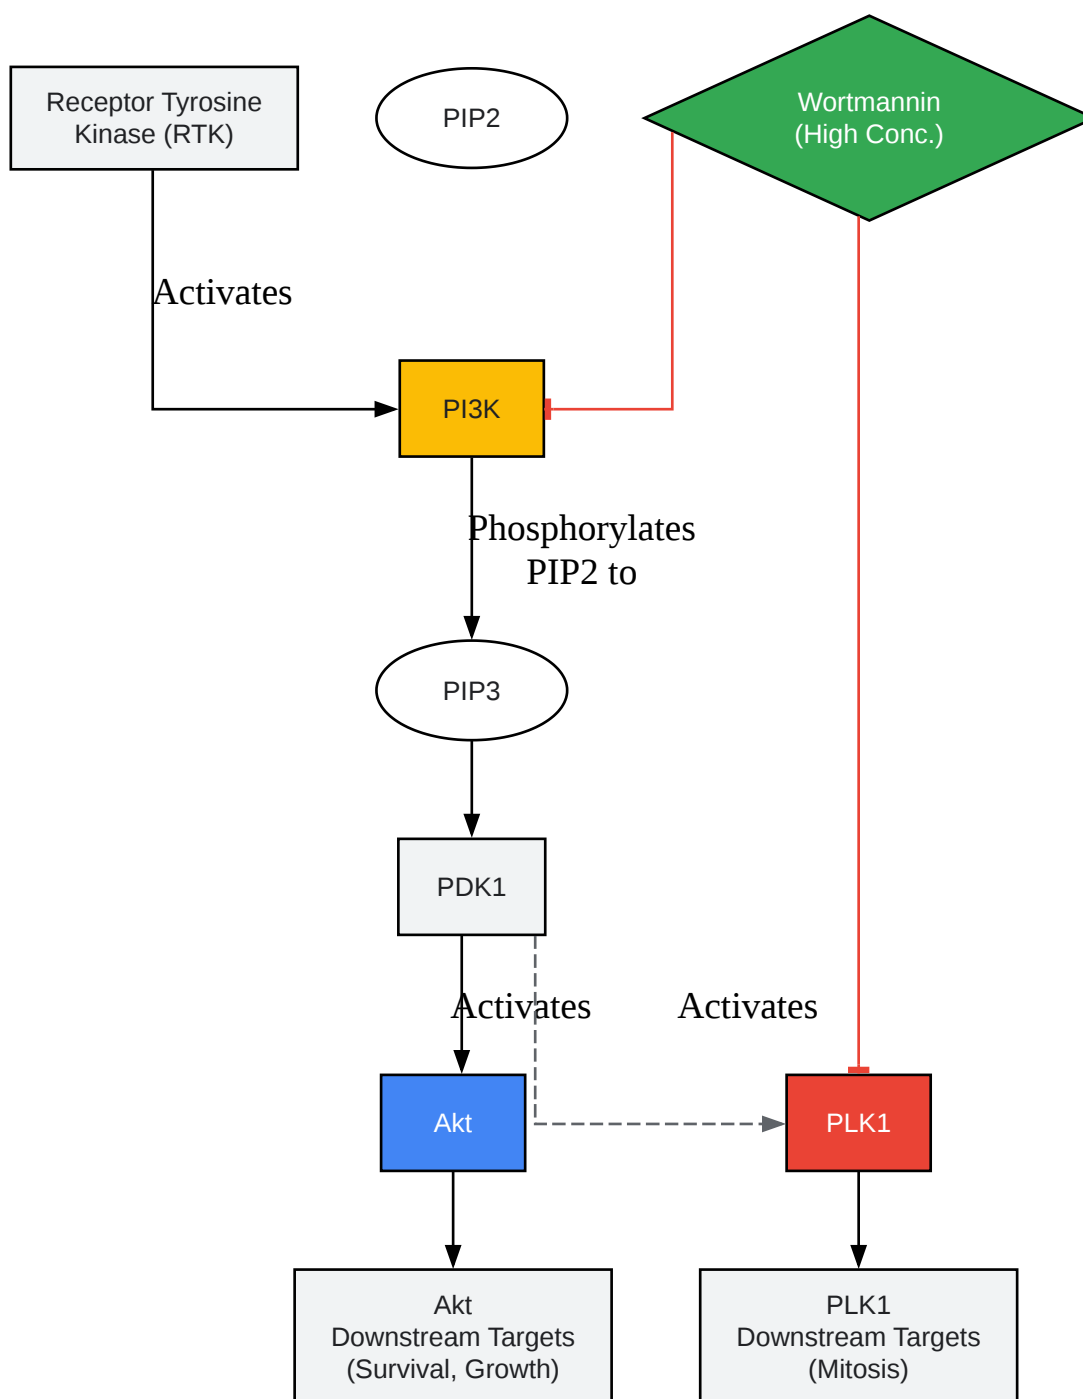 Receptor Tyrosine
Kinase (RTK)
PIP2
Wortmannin
(High Conc.)
Activates
PI3K
Phosphorylates
PIP2 to
PIP3
PDK1
Activates
Activates
Akt
PLK1
Akt
Downstream Targets
(Survival, Growth)
PLK1
Downstream Targets
(Mitosis)